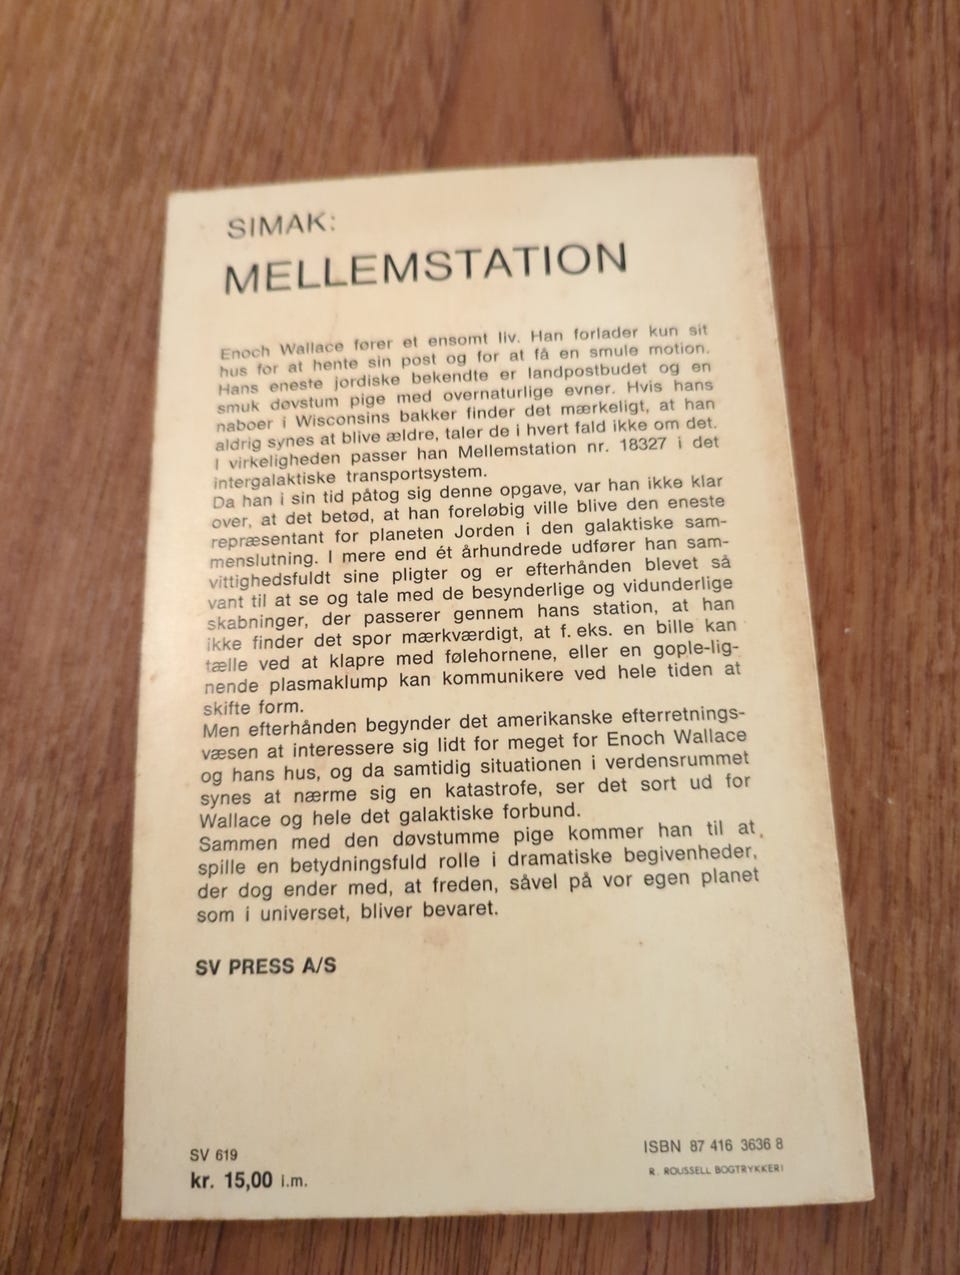 SIMAK:
MELLEMSTATION
Enoch Wallace fører et ensomt liv. Han forlader kun sit
hus for at hente sin post og for at få en smule motion.
Hans eneste jordiske bekendte er landpostbudet og en
smuk døvstum pige med overnaturlige evner. Hvis hans
naboer i Wisconsins bakker finder det mærkeligt, at han
aldrig synes at blive ældre, taler de i hvert fald ikke om det.
I virkeligheden passer han Mellemstation nr. 18327 i det
intergalaktiske transportsystem.
Da han i sin tid påtog sig denne opgave, var han ikke klar
over, at det betød, at han foreløbig ville blive den eneste
repræsentant for planeten Jorden i den galaktiske sam-
menslutning. I mere end ét århundrede udfører han sam-
vittighedsfuldt sine pligter og er efterhånden blevet så
vant til at se og tale med de besynderlige og vidunderlige
skabninger, der passerer gennem hans station, at han
ikke finder det spor mærkværdigt, at f. eks. en bille kan
tælle ved at klapre med følehornene, eller en gople-lig-
nende plasmaklump kan kommunikere ved hele tiden at
skifte form.
Men efterhånden begynder det amerikanske efterretnings-
væsen at interessere sig lidt for meget for Enoch Wallace
og hans hus, og da samtidig situationen i verdensrummet
synes at nærme sig en katastrofe, ser det sort ud for
Wallace og hele det galaktiske forbund.
Sammen med den døvstumme pige kommer han til at
spille en betydningsfuld rolle i dramatiske begivenheder,
der dog ender med, at freden, såvel på vor egen planet
som i universet, bliver bevaret.
SV PRESS A/S
SV 619
kr. 15,00 i.m.
ISBN 87 416 3636 8
R. ROUSSELL BOGTRYKKERI